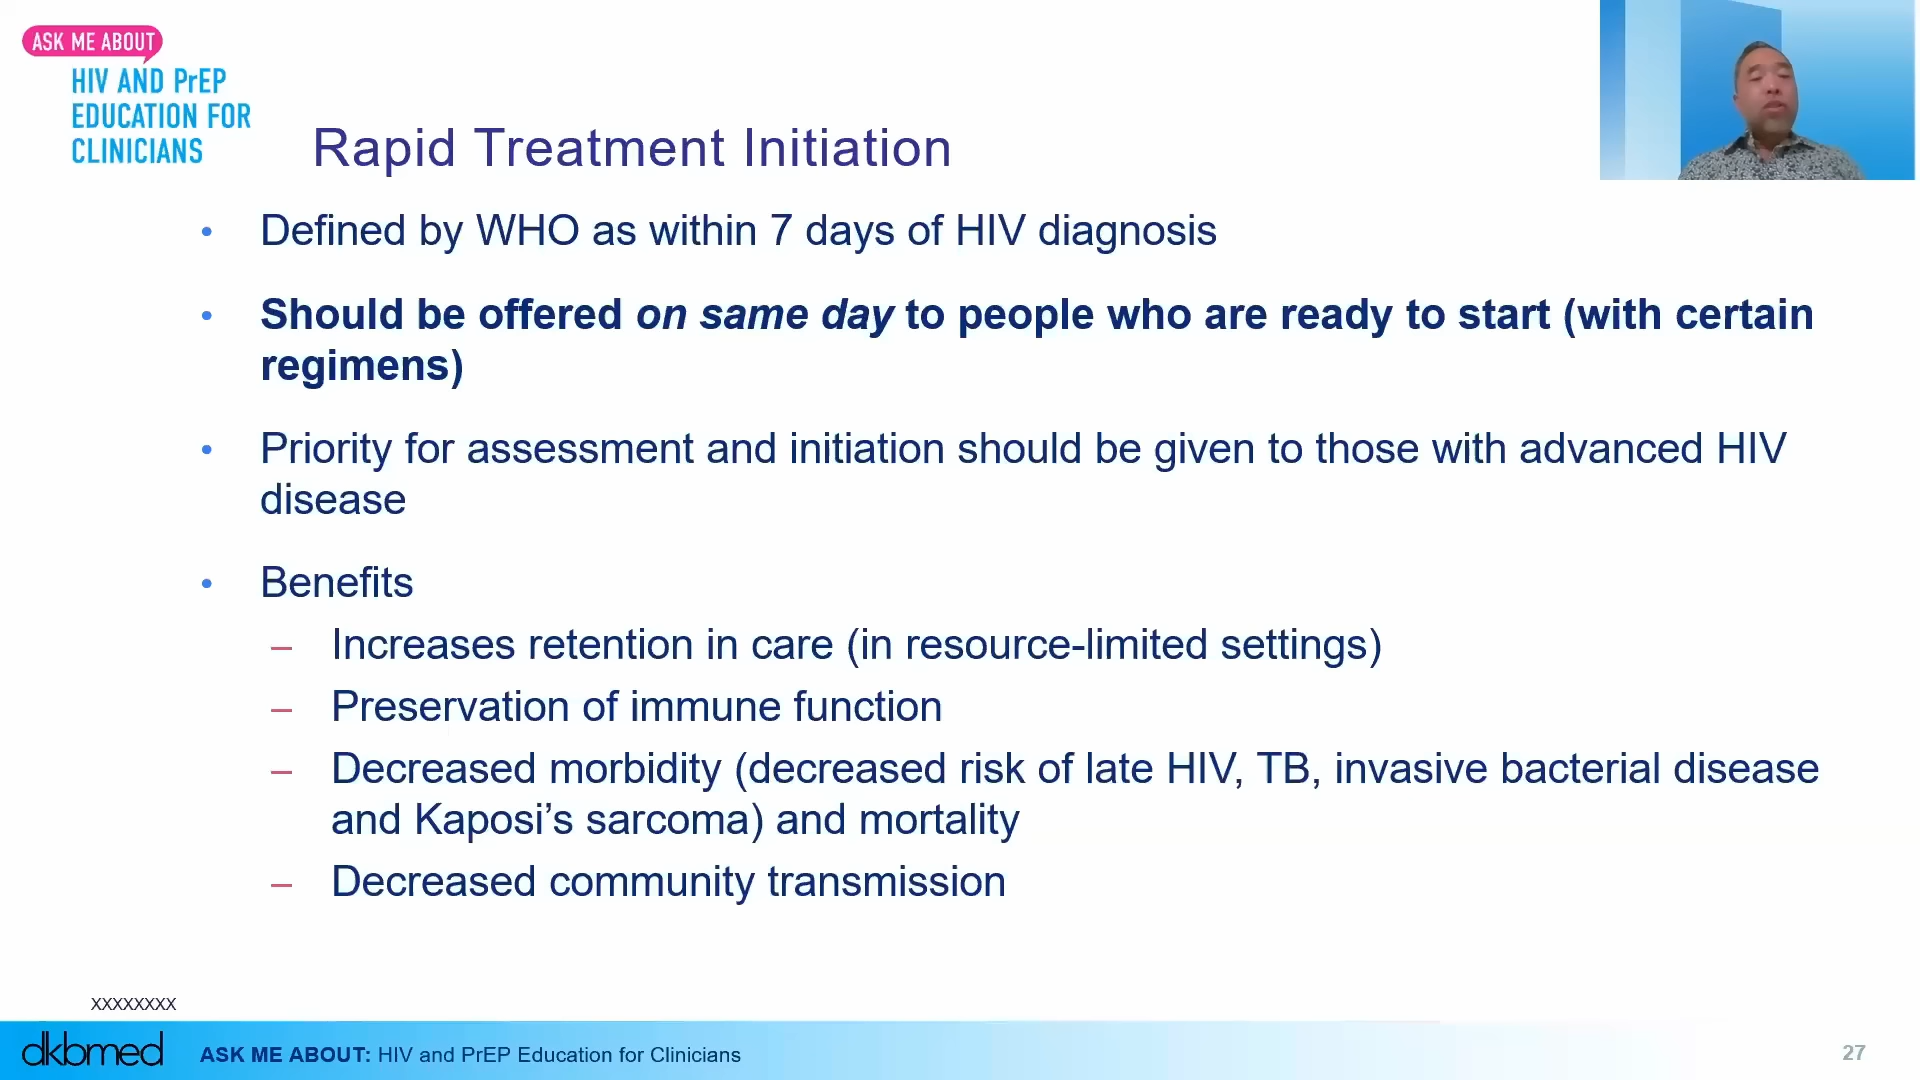 ASK ME ABOUT
HIV AND PrEP
EDUCATION FOR
CLINICIANS
Rapid Treatment Initiation
• Defined by WHO as within 7 days of HIV diagnosis
• Should be offered on same day to people who are ready to start (with certain
regimens)
• Priority for assessment and initiation should be given to those with advanced HIV
disease
• Benefits
– Increases retention in care (in resource-limited settings)
– Preservation of immune function
– Decreased morbidity (decreased risk of late HIV, TB, invasive bacterial disease
and Kaposi’s sarcoma) and mortality
– Decreased community transmission
XXXXXXXX
dkbmed
ASK ME ABOUT: HIV and PrEP Education for Clinicians
27